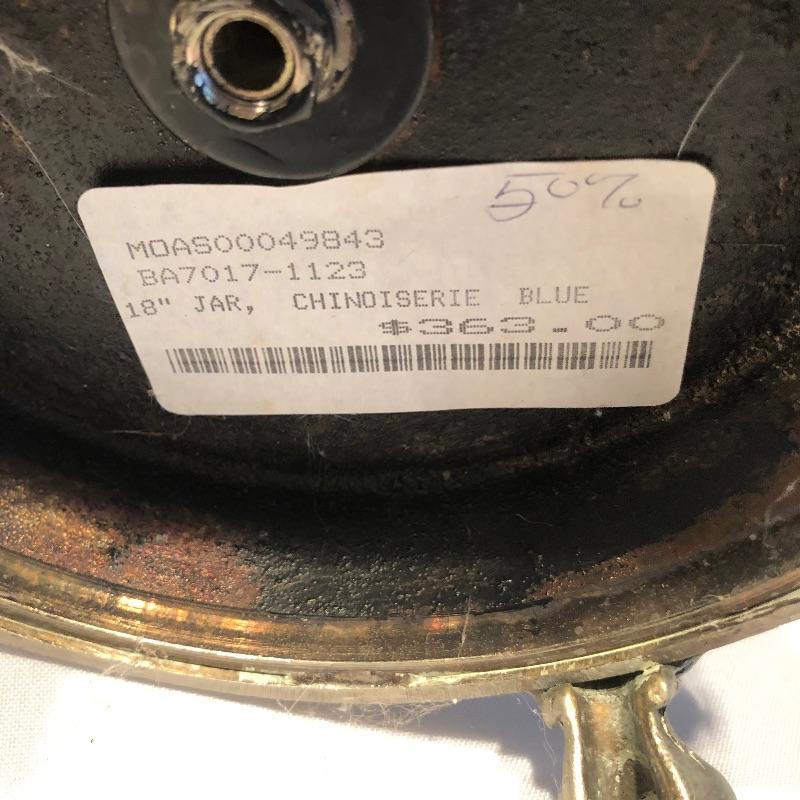 50%
MOAS00049843
BA7017-1123
18" JAR, CHINOISERIE BLUE
$363.00